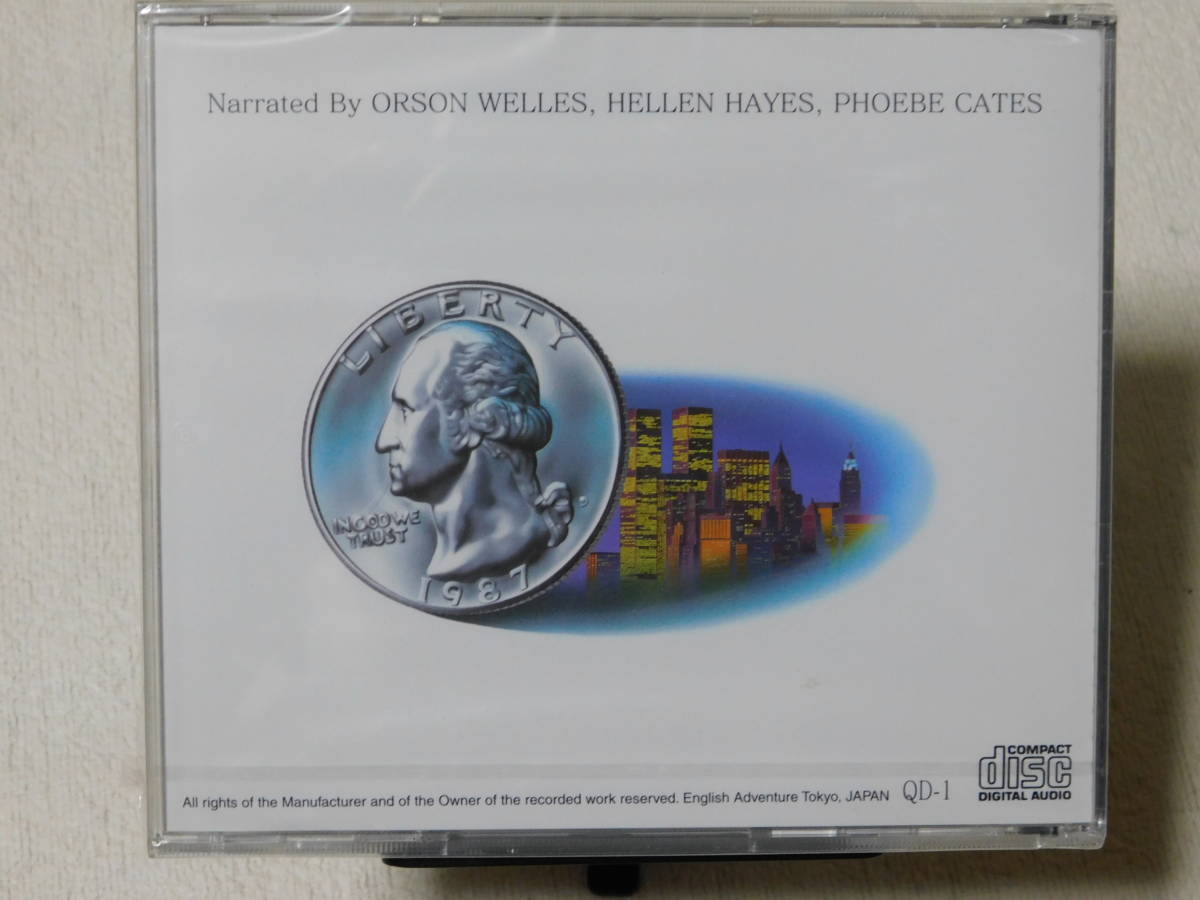 Narrated By ORSON WELLES, HELLEN HAYES, PHOEBE CATES
LIBERTY
IN GOD WE
TRUST
1987
COMPACT
disc
DIGITAL AUDIO
All rights of the Manufacturer and of the Owner of the recorded work reserved. English Adventure Tokyo, JAPAN QD-1